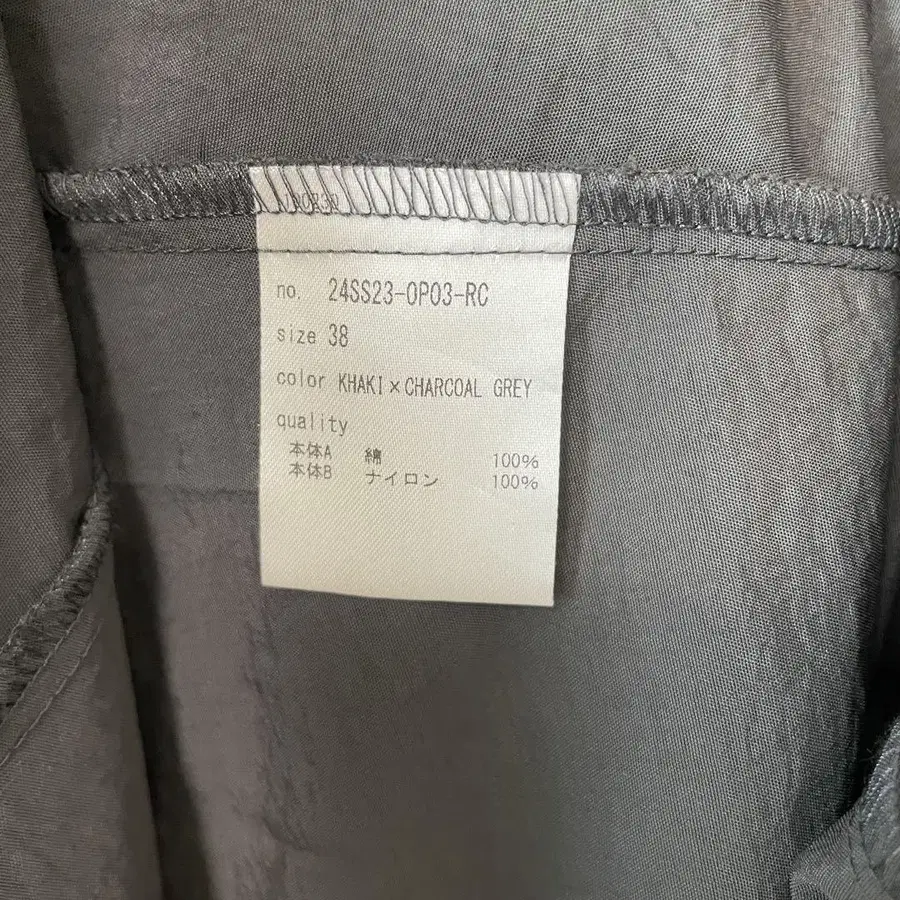 no. 24SS23-OP03-RC
size 38
color KHAKI×CHARCOAL GREY
quality
本体A 綿 100%
本体B ナイロン 100%